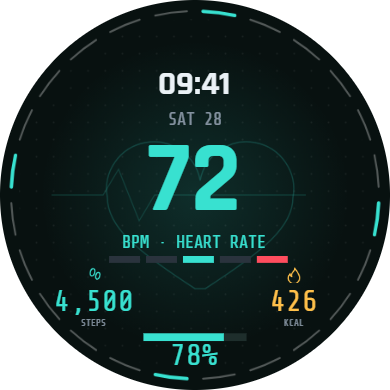 09:41
SAT 28
72
BPM · HEART RATE
4,500
STEPS
426
KCAL
78%